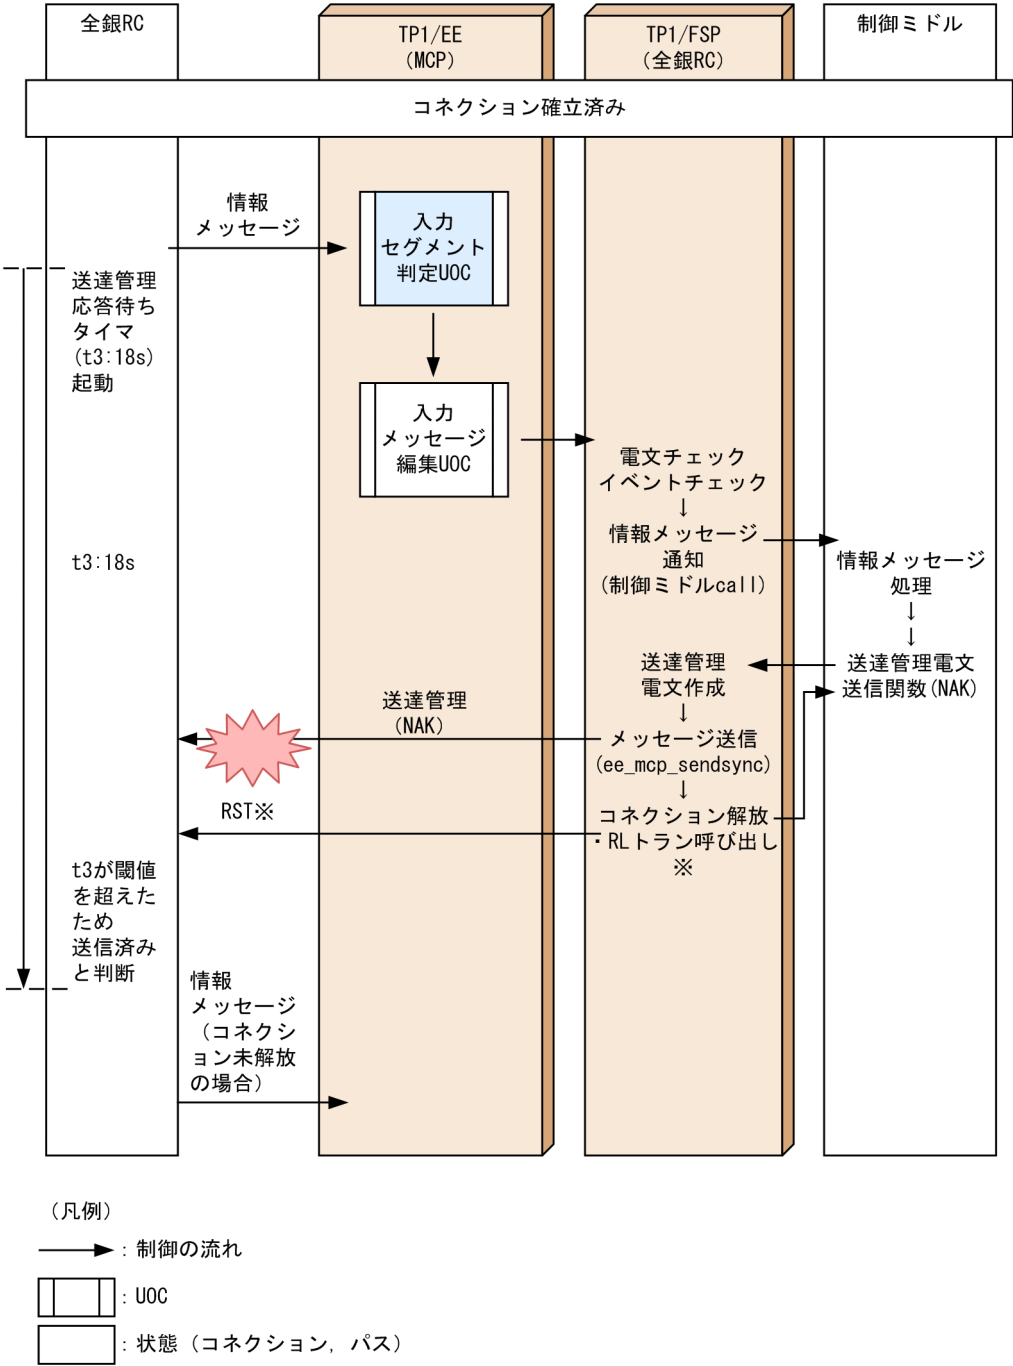 全銀RC
TP1/EE
(MCP)
TP1/FSP
(全銀RC)
制御ミドル
コネクション確立済み
情報
メッセージ
入力
セグメント
判定UOC
送達管理
応答待ち
タイマ
(t3:18s)
起動
入力
メッセージ
編集UOC
電文チェック
イベントチェック
↓
情報メッセージ
通知
(制御ミドルcall)
t3:18s
情報メッセージ
処理
↓
↓
送達管理電文
送信関数(NAK)
送達管理
電文作成
↓
メッセージ送信
(ee_mcp_sendsync)
↓
コネクション解放
・RLトラン呼び出し
※
送達管理
(NAK)
RST※
t3が閾値
を超えた
ため
送信済み
と判断
情報
メッセージ
(コネクシ
ョン未解放
の場合)
(凡例)
：制御の流れ
：UOC
：状態（コネクション，パス）